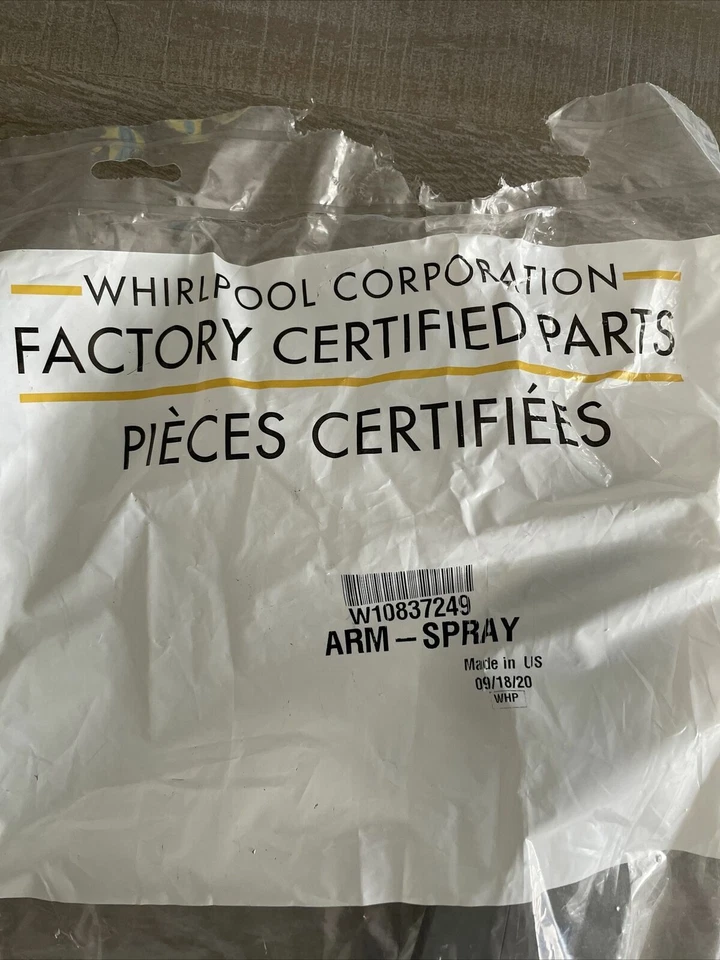 WHIRLPOOL CORPORATION
FACTORY CERTIFIED PARTS
PIÈCES CERTIFIÉES
W10837249
ARM-SPRAY
Made in US
09/18/20
WHP